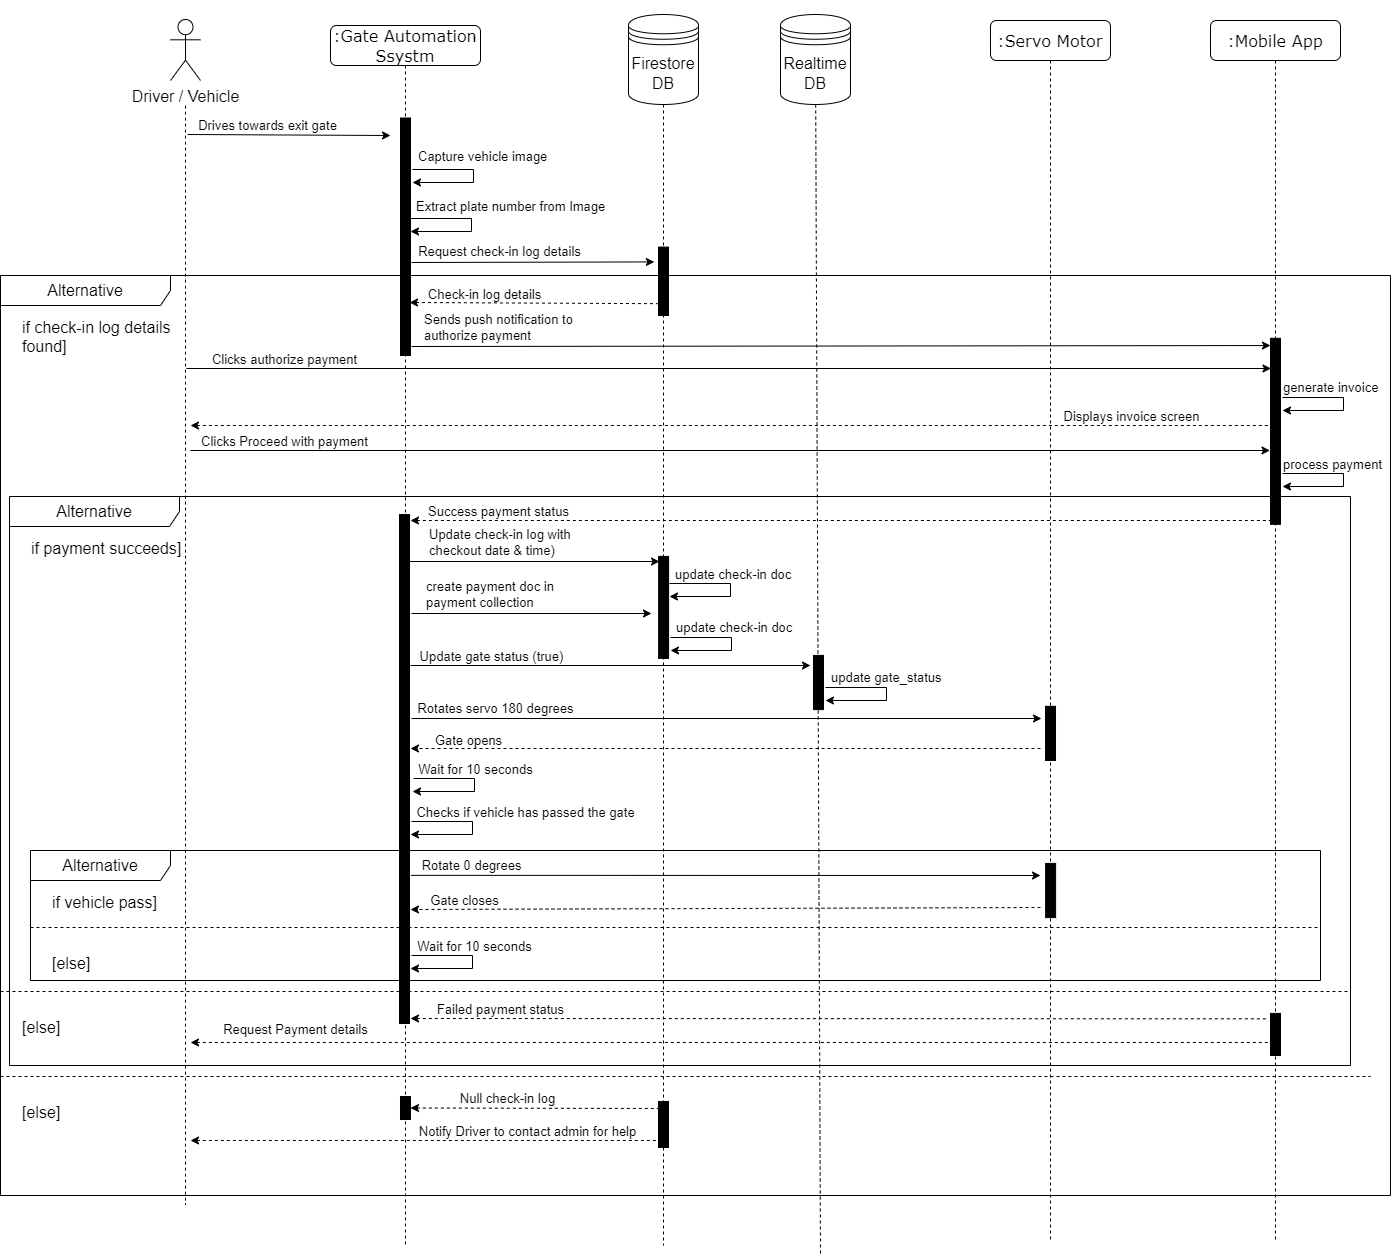 Driver / Vehicle
:Gate Automation
Ssystm
Firestore
DB
Realtime
DB
:Servo Motor
:Mobile App
Drives towards exit gate
Capture vehicle image
Extract plate number from Image
Request check-in log details
Alternative
Check-in log details
if check-in log details
found]
Sends push notification to
authorize payment
Clicks authorize payment
generate invoice
Displays invoice screen
Clicks Proceed with payment
process payment
Alternative
Success payment status
if payment succeeds]
Update check-in log with
checkout date & time)
update check-in doc
create payment doc in
payment collection
update check-in doc
Update gate status (true)
update gate_status
Rotates servo 180 degrees
Gate opens
Wait for 10 seconds
Checks if vehicle has passed the gate
Alternative
Rotate 0 degrees
if vehicle pass]
Gate closes
Wait for 10 seconds
[else]
Failed payment status
[else]
Request Payment details
Null check-in log
[else]
Notify Driver to contact admin for help